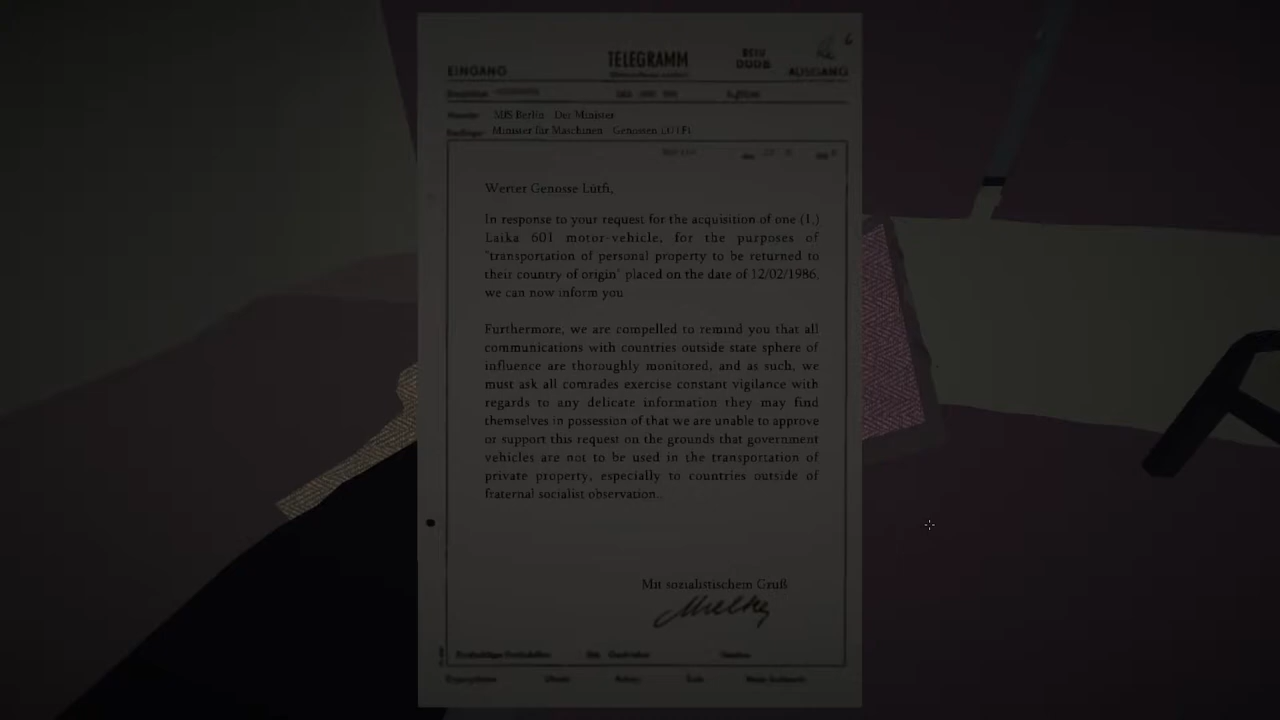 TELEGRAMM
EINGANG
AUSGANG
6
MfS Berlin - Der Minister
Minister für Maschinen - Genossen LÜTFI
Werter Genosse Lütfi,
In response to your request for the acquisition of one (1.)
Laika 601 motor-vehicle, for the purposes of
"transportation of personal property to be returned to
their country of origin" placed on the date of 12/02/1986,
we can now inform you
Furthermore, we are compelled to remind you that all
communications with countries outside state sphere of
influence are thoroughly monitored, and as such, we
must ask all comrades exercise constant vigilance with
regards to any delicate information they may find
themselves in possession of that we are unable to approve
or support this request on the grounds that government
vehicles are not to be used in the transportation of
private property, especially to countries outside of
fraternal socialist observation..
Mit sozialistischem Gruß
Mielke